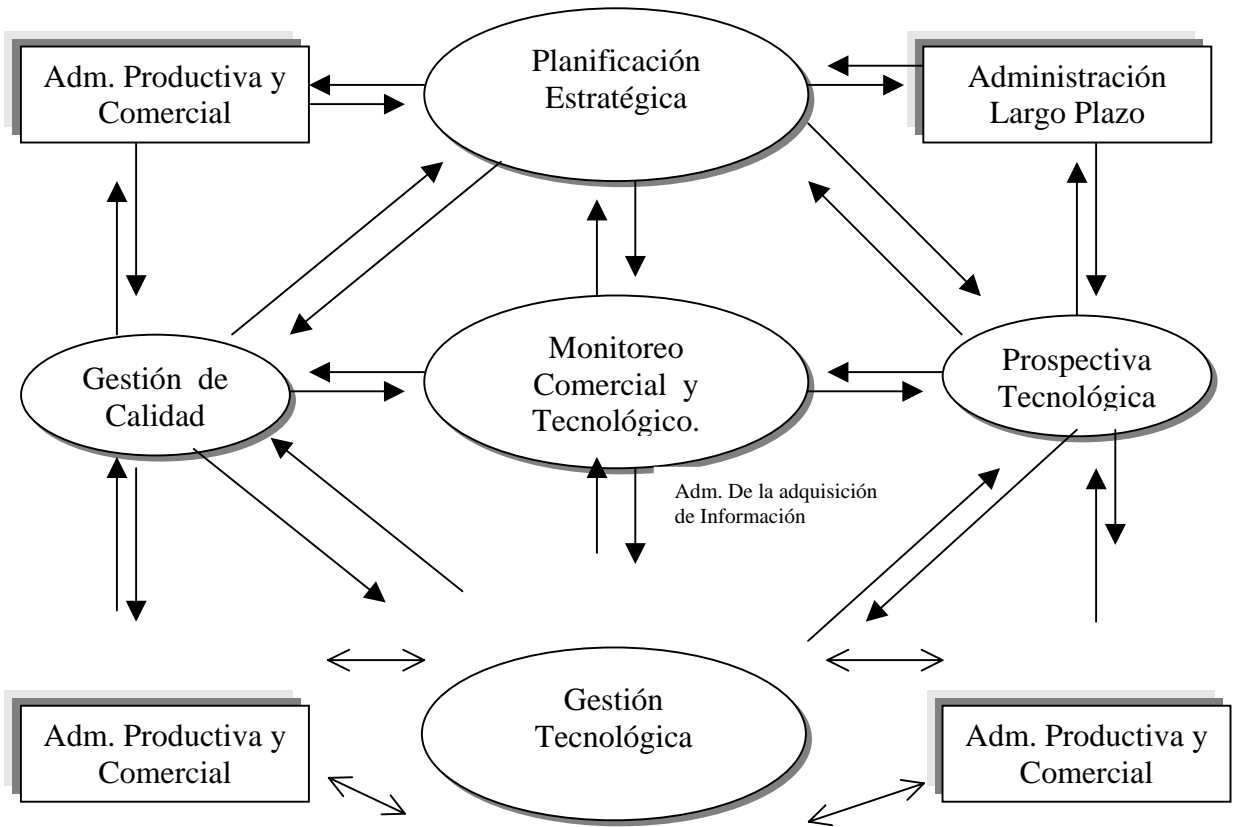 Adm. Productiva y
Comercial
Planificación
Estratégica
Administración
Largo Plazo
Gestión de
Calidad
Monitoreo
Comercial y
Tecnológico.
Prospectiva
Tecnológica
Adm. De la adquisición
de Información
Adm. Productiva y
Comercial
Gestión
Tecnológica
Adm. Productiva y
Comercial